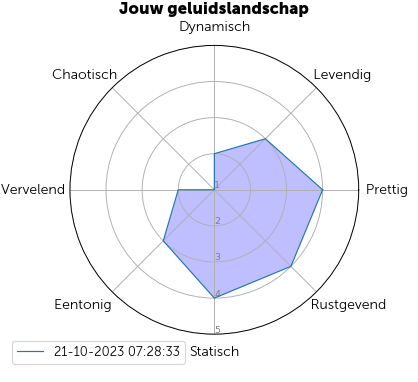 Jouw geluidslandschap
Dynamisch
Chaotisch
Levendig
Vervelend
1
Prettig
2
3
4
Eentonig
Rustgevend
5
21-10-2023 07:28:33
Statisch